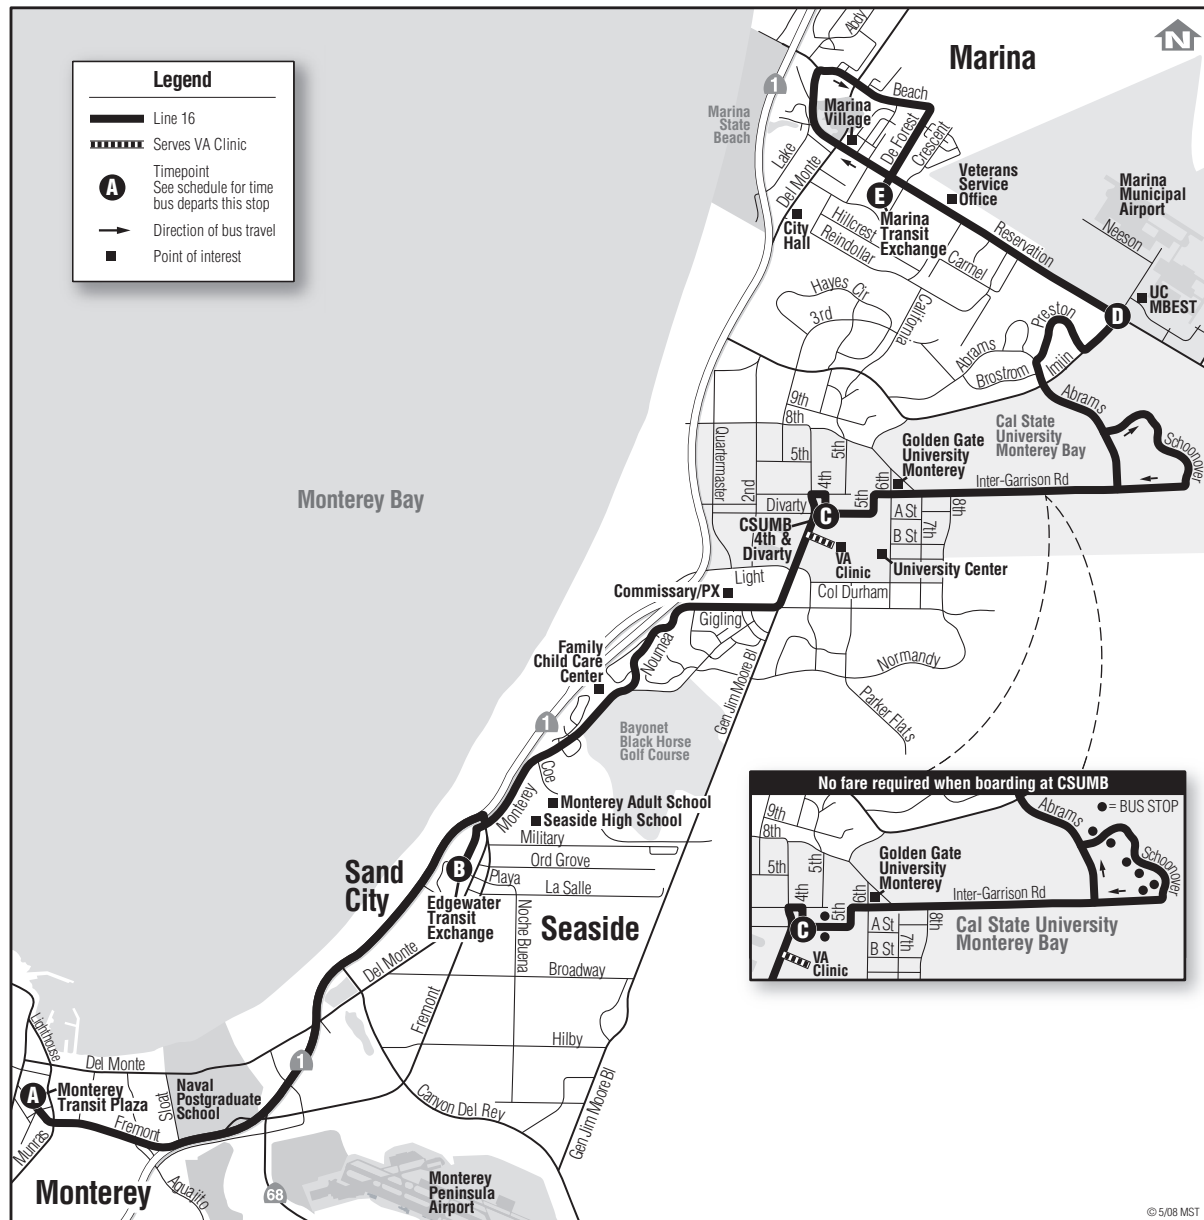 N
Legend
Line 16
Serves VA Clinic
A
Timepoint
See schedule for time
bus departs this stop
Direction of bus travel
Point of interest
Marina
Abdy
1
Marina
State
Beach
Beach
Marina
Village
De Forest
Crescent
Lake
Del Monte
Veterans
Service
Office
E
Marina
Transit
Exchange
City
Hall
Hillcrest
Reindollar
Carmel
Reservation
Marina
Municipal
Airport
Neeson
UC
MBEST
D
Hayes Cir
3rd
California
Preston
Abrams
Brostrom
Imjin
Abrams
Schoonover
9th
8th
5th
5th
4th
Quartermaster
2nd
Golden Gate
University
Monterey
Cal State
University
Monterey Bay
Inter-Garrison Rd
Monterey Bay
Divarty
C
5th
6th
A St
B St
7th
8th
CSUMB
4th &
Divarty
VA
Clinic
University Center
Light
Commissary/PX
Col Durham
Gigling
Noumea
Normandy
Gen Jim Moore Bl
Parker Flats
Family
Child Care
Center
1
Bayonet
Black Horse
Golf Course
Coe
Monterey
Monterey Adult School
Seaside High School
Military
Ord Grove
Playa
La Salle
Sand
City
B
Edgewater
Transit
Exchange
Noche Buena
Seaside
Del Monte
Broadway
Fremont
Hilby
Canyon Del Rey
Gen Jim Moore Bl
1
Lighthouse
Del Monte
A
Monterey
Transit Plaza
Sloat
Naval
Postgraduate
School
Fremont
Munras
Monterey
Aguajito
68
Monterey
Peninsula
Airport
No fare required when boarding at CSUMB
= BUS STOP
9th
8th
5th
5th
4th
Abrams
Schoonover
Golden Gate
University
Monterey
Inter-Garrison Rd
C
5th
6th
A St
B St
7th
8th
Cal State University
Monterey Bay
VA
Clinic
© 5/08 MST